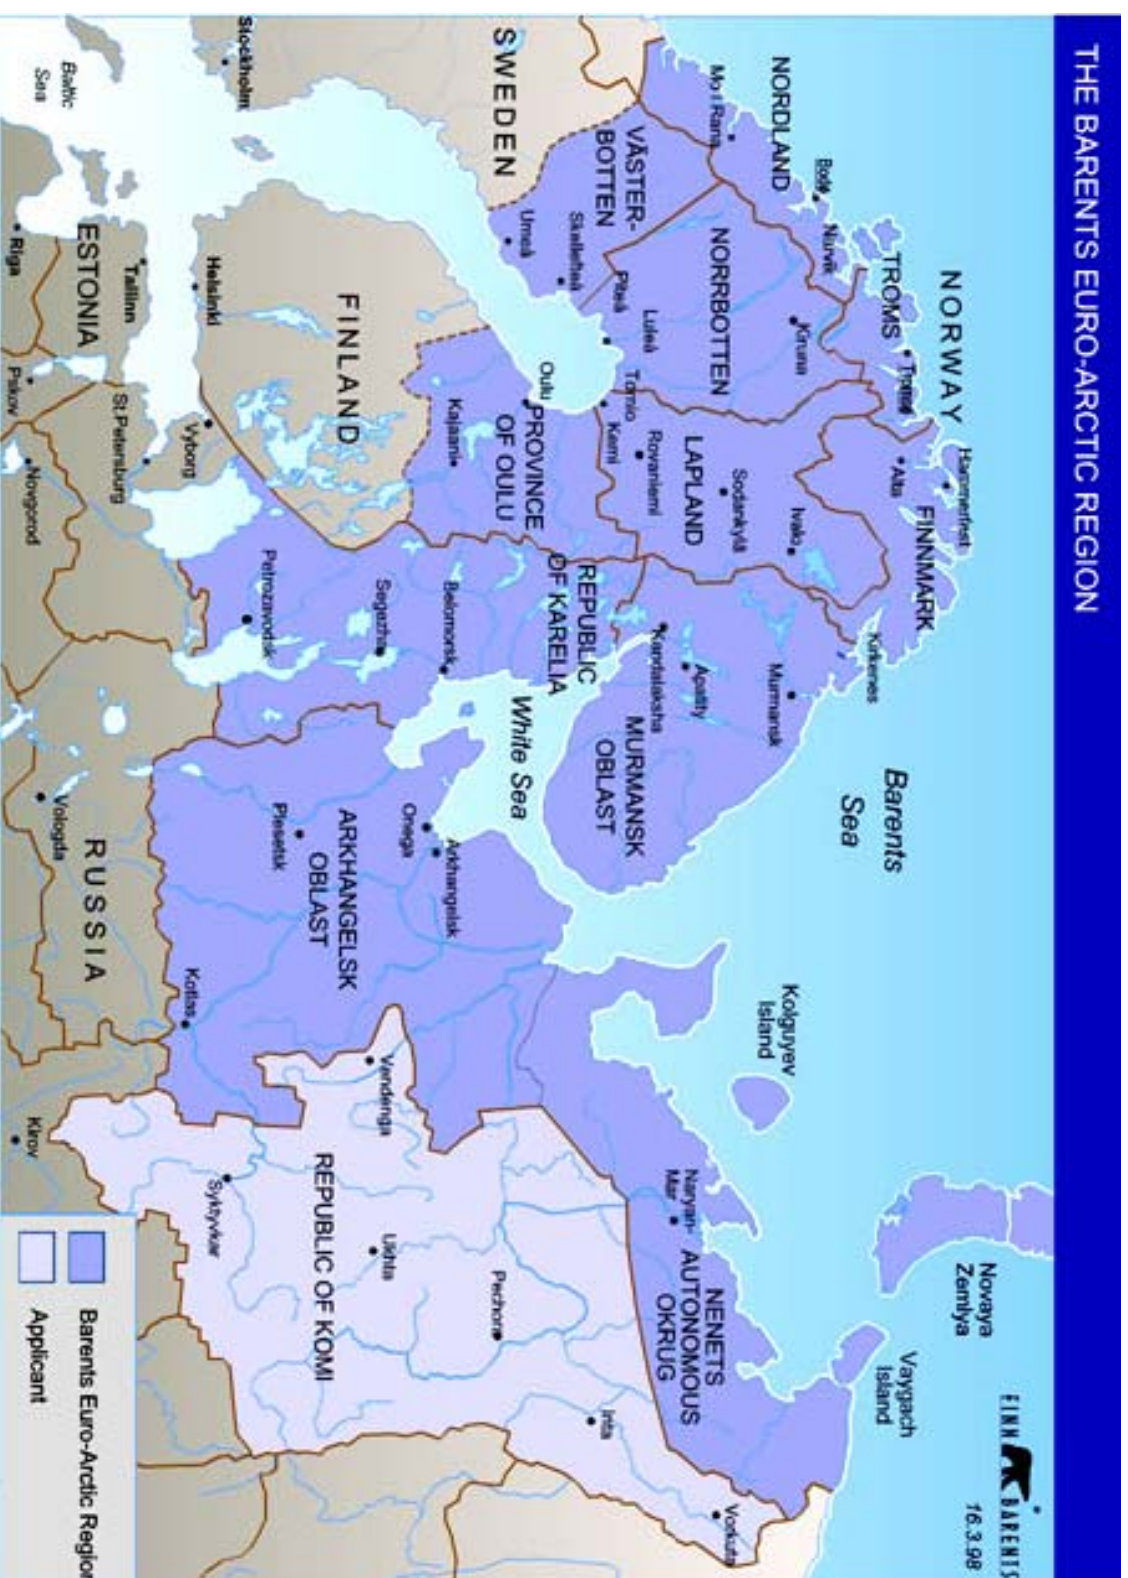 THE BARENTS EURO-ARCTIC REGION
FINN BARENTS
16.3.98
NORWAY
Barents
Sea
Novaya
Zemlya
Vaygach
Island
Kolguyev
Island
Hammerfest
FINNMARK
Alta
Kirkenes
TROMS
Tromsø
NORDLAND
Bodø
Narvik
Mo i Rana
Kiruna
NORRBOTTEN
Ivalo
Sodankylä
LAPLAND
Rovaniemi
Kemi
Tornio
Luleå
Piteå
VÄSTER-
BOTTEN
Skellefteå
Umeå
SWEDEN
Murmansk
Apatity
Kandalaksha
MURMANSK
OBLAST
White Sea
REPUBLIC
OF KARELIA
Oulu
PROVINCE
OF OULU
Kajaani
Belomorsk
Segezha
Petrozavodsk
FINLAND
Helsinki
Vyborg
St.Petersburg
Stockholm
Baltic
Sea
Tallinn
ESTONIA
Riga
Pskov
Novgorod
Arkhangelsk
Onega
ARKHANGELSK
OBLAST
Plesetsk
Kotlas
RUSSIA
Vologda
Kirov
Naryan-
Mar
NENETS
AUTONOMOUS
OKRUG
Vorkuta
Inta
Pechora
Ukhta
Vendenga
REPUBLIC OF KOMI
Syktyvkar
Barents Euro-Arctic Region
Applicant